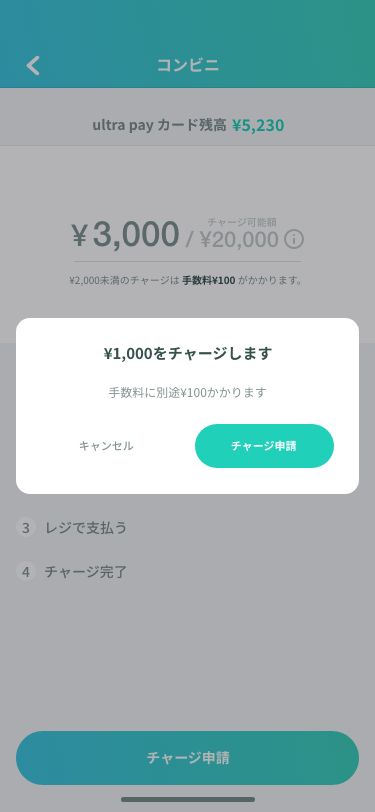 コンビニ
ultra pay カード残高 ¥5,230
チャージ可能額
¥3,000 / ¥20,000
¥2,000未満のチャージは 手数料¥100 がかかります。
¥1,000をチャージします
手数料に別途¥100かかります
キャンセル チャージ申請
3 レジで支払う
4 チャージ完了
チャージ申請